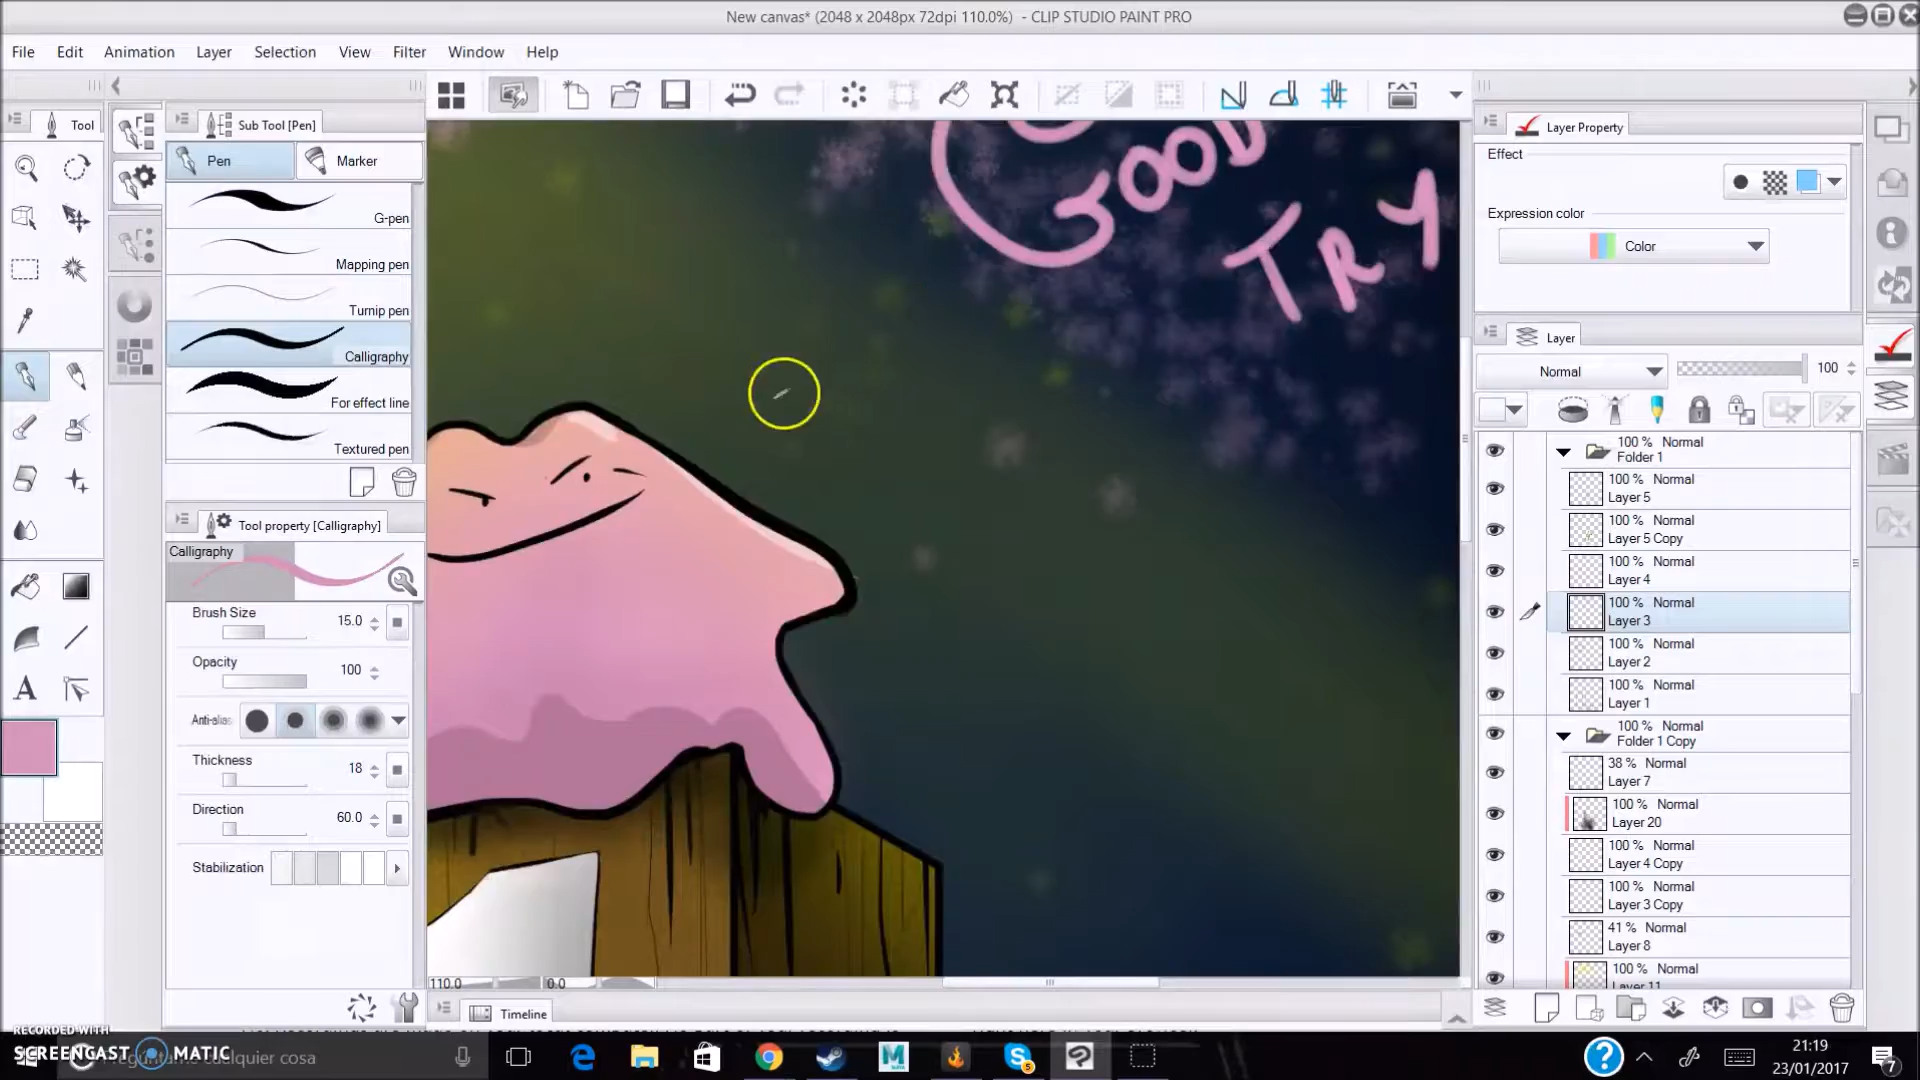 New canvas* (2048 x 2048px 72dpi 110.0%) - CLIP STUDIO PAINT PRO
File Edit Animation Layer Selection View Filter Window Help
Tool
Sub Tool [Pen]
Pen Marker
G-pen
Mapping pen
Turnip pen
Calligraphy
For effect line
Textured pen
Tool property [Calligraphy]
Calligraphy
Brush Size 15.0
Opacity 100
Thickness 18
Direction 60.0
Stabilization
GOOD
TRY
110.0 0.0
Timeline
Layer Property
Effect
Expression color
Color
Layer
Normal 100
100 % Normal
Folder 1
100 % Normal
Layer 5
100 % Normal
Layer 5 Copy
100 % Normal
Layer 4
100 % Normal
Layer 3
100 % Normal
Layer 2
100 % Normal
Layer 1
100 % Normal
Folder 1 Copy
38 % Normal
Layer 7
100 % Normal
Layer 20
100 % Normal
Layer 4 Copy
100 % Normal
Layer 3 Copy
41 % Normal
Layer 8
100 % Normal
Layer 11
RECORDED WITH
SCREENCAST MATIC
cualquier cosa
21:19
23/01/2017
7